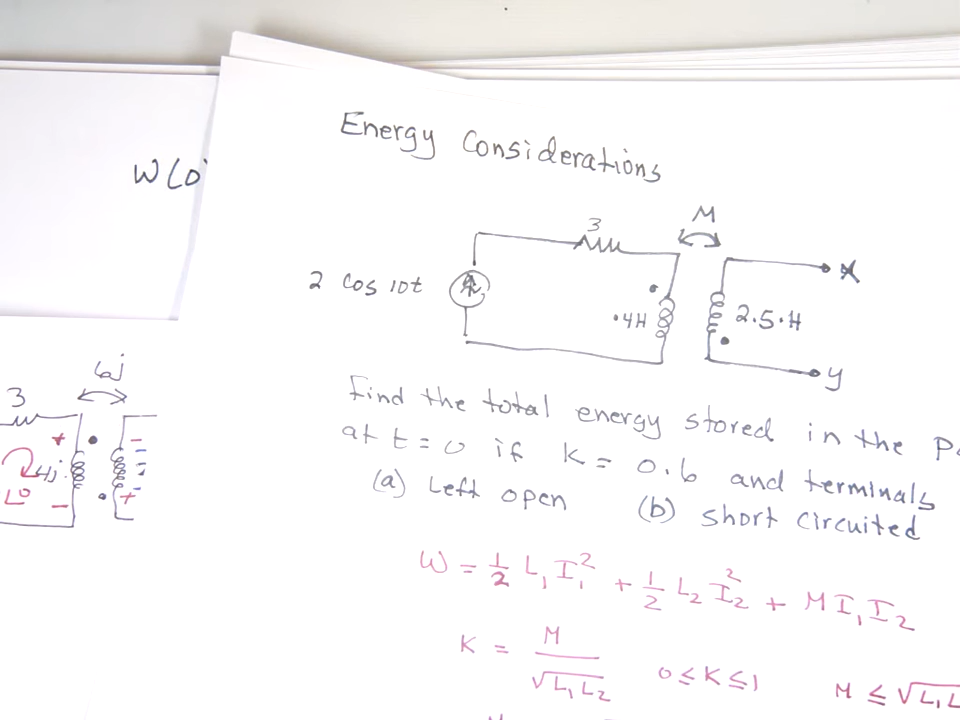 Energy Considerations
W(0
M
3
2 cos 10t
.4H
2.5.H
x
y
6j
3
+
4j
+
Find the total energy stored in the
at t = 0 if K = 0.6 and terminals
(a) Left open (b) short circuited
W = 1/2 L₁I₁² + 1/2 L₂I₂² + MI₁I₂
K = M/√L₁L₂ 0 ≤ K ≤ 1 M ≤ √L₁L